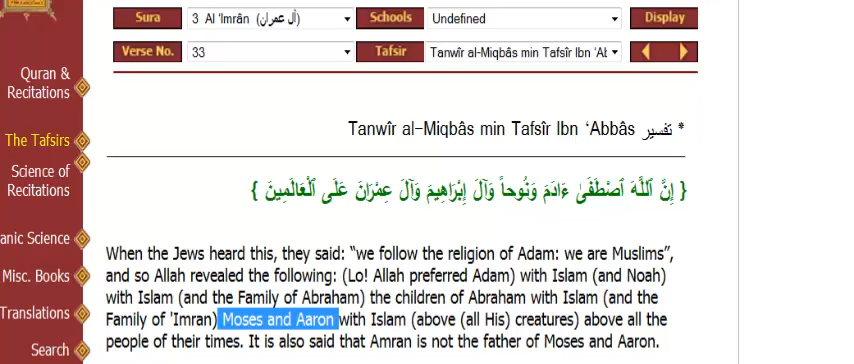 Sura 3 Al 'Imrân (آل عمران) Schools Undefined Display
Verse No. 33 Tafsir Tanwîr al-Miqbâs min Tafsîr Ibn 'Ab
Quran &
Recitations
The Tafsirs
Science of
Recitations
anic Science
Misc. Books
Translations
Search
* تفسير Tanwîr al-Miqbâs min Tafsîr Ibn ‘Abbâs
{ إِنَّ ٱللَّهَ ٱصْطَفَىٰ ءَادَمَ وَنُوحاً وَآلَ إِبْرَاهِيمَ وَآلَ عِمْرَانَ عَلَى ٱلْعَالَمِينَ }
When the Jews heard this, they said: “we follow the religion of Adam: we are Muslims”,
and so Allah revealed the following: (Lo! Allah preferred Adam) with Islam (and Noah)
with Islam (and the Family of Abraham) the children of Abraham with Islam (and the
Family of 'Imran) Moses and Aaron with Islam (above (all His) creatures) above all the
people of their times. It is also said that Amran is not the father of Moses and Aaron.